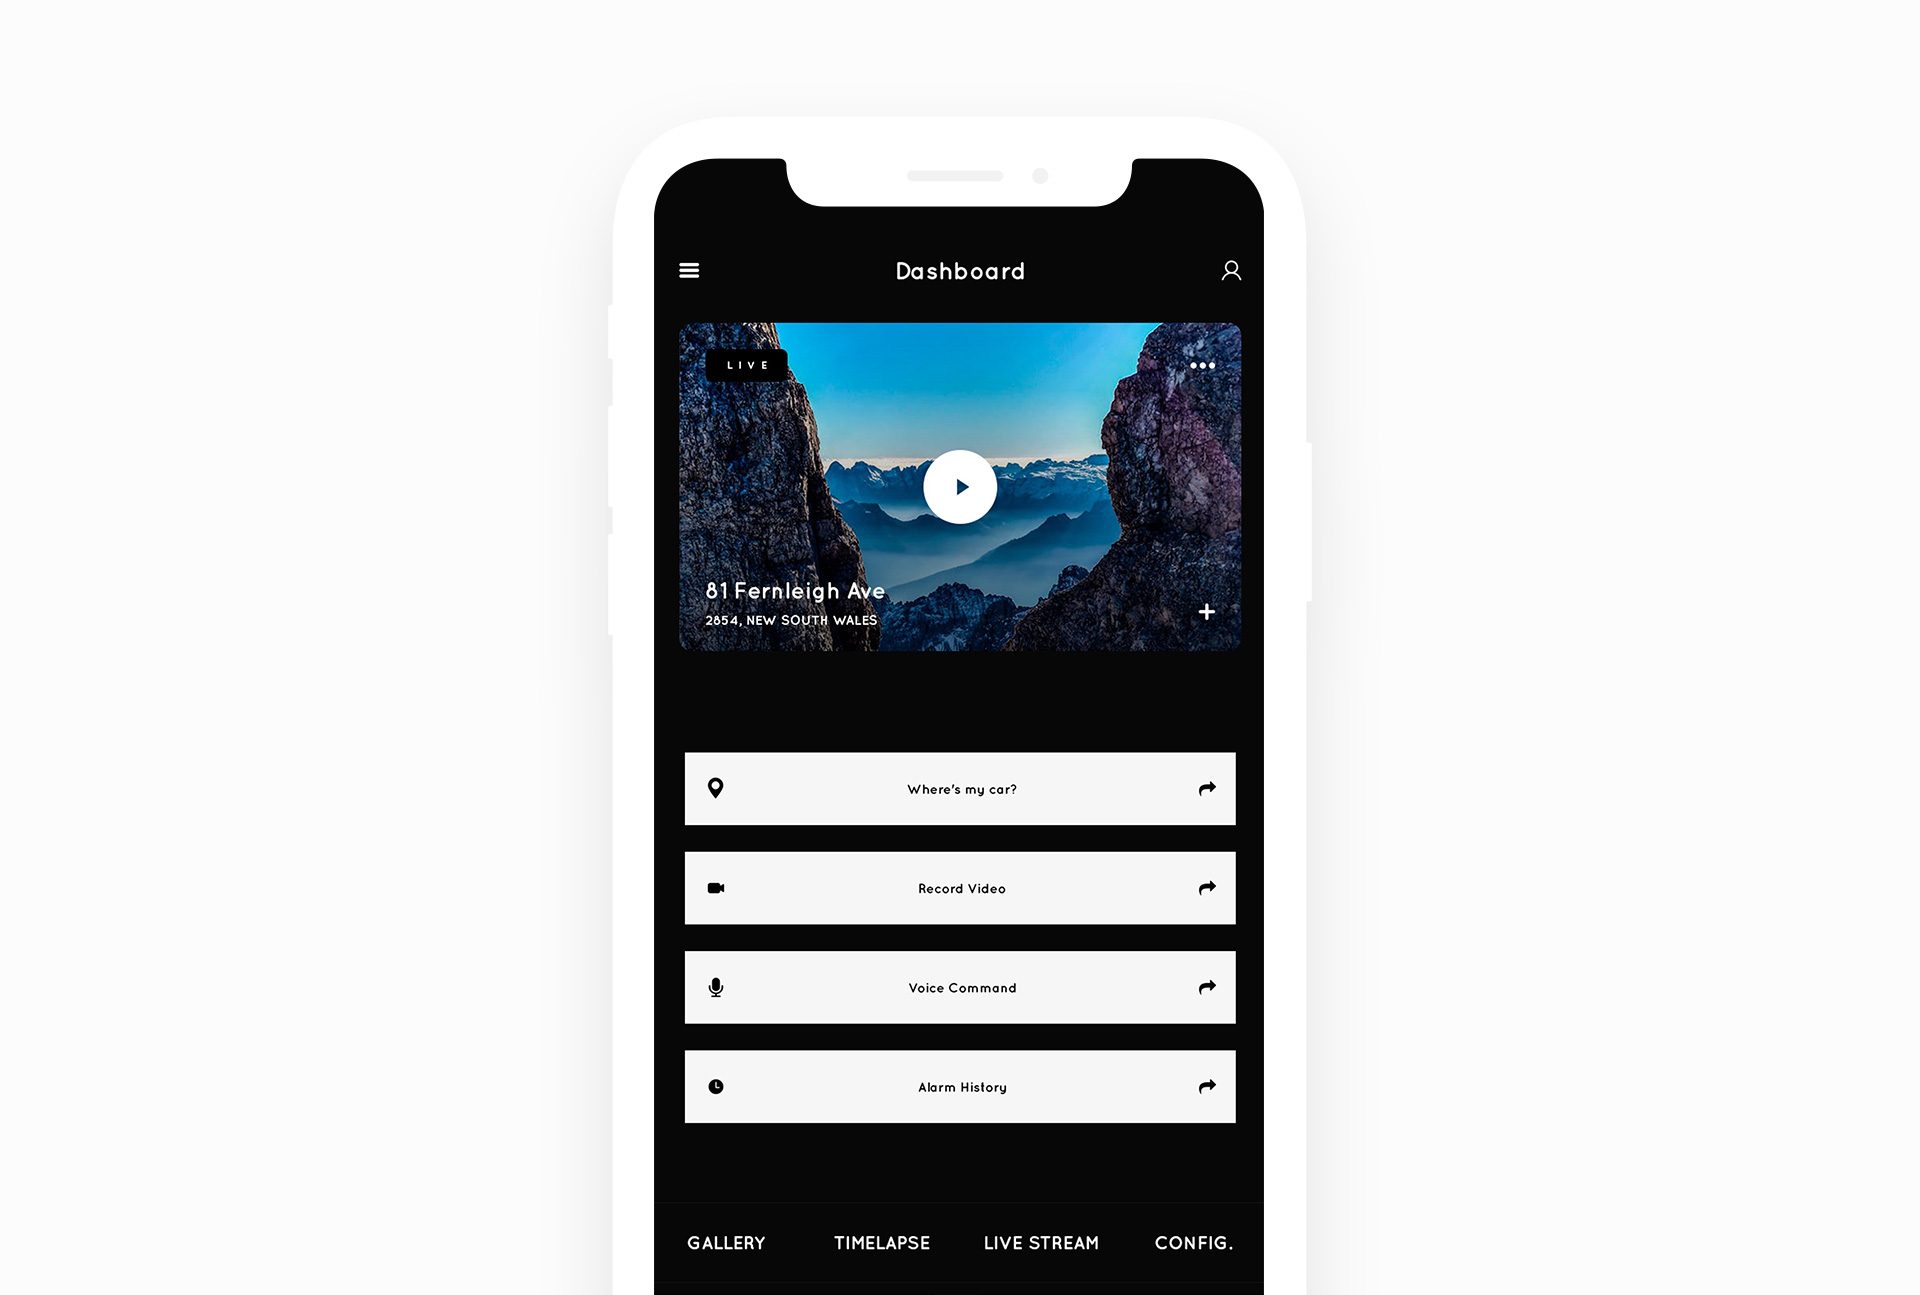 Dashboard
LIVE
81 Fernleigh Ave
2854, NEW SOUTH WALES
Where's my car?
Record Video
Voice Command
Alarm History
GALLERY TIMELAPSE LIVE STREAM CONFIG.